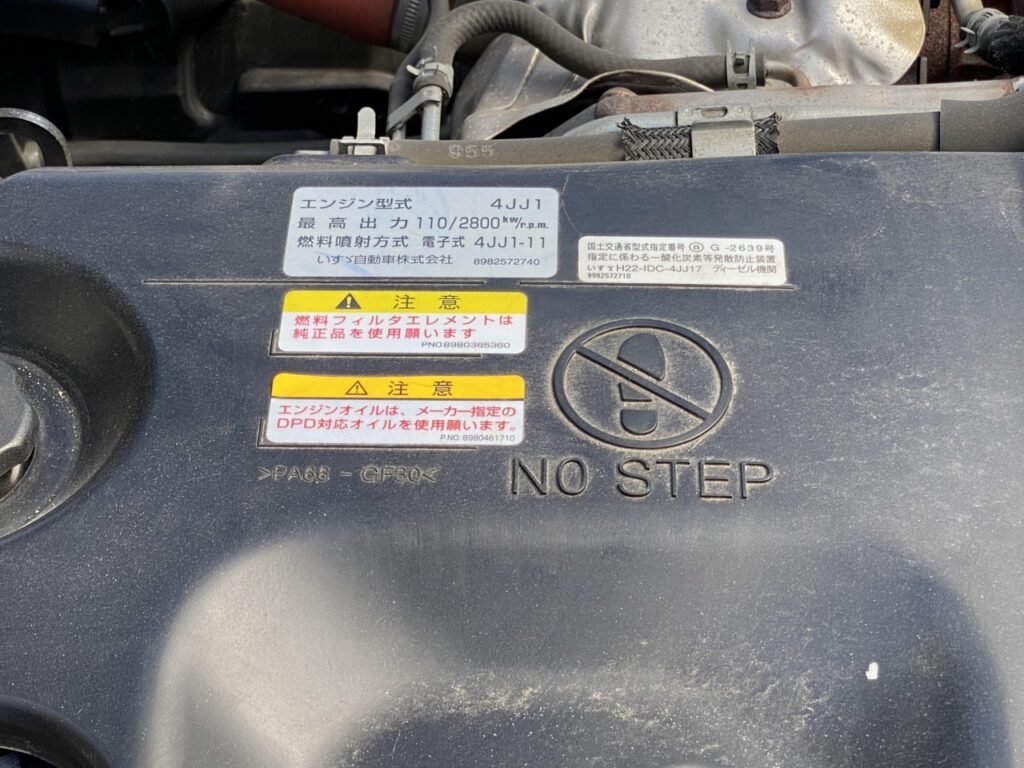 S55
エンジン型式 4JJ1
最高出力 110/2800kw/r.p.m.
燃料噴射方式 電子式 4JJ1-11
いすゞ自動車株式会社 8982572740
国土交通省型式指定番号 Ⓑ G-2639号
指定に係わる一酸化炭素等発散防止装置
いすゞH22-IDC-4JJ17 ディーゼル機関
8982572710
注意
燃料フィルタエレメントは
純正品を使用願います
PNO8980365360
注意
エンジンオイルは、メーカー指定の
DPD対応オイルを使用願います。
P.NO. 8980461710
>PA66-GF30<
NO STEP